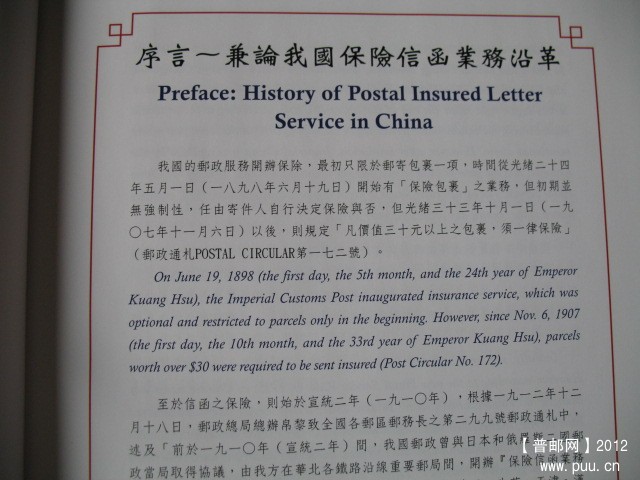 序言～兼論我國保險信函業務沿革
Preface: History of Postal Insured Letter
Service in China
我國的郵政服務開辦保險，最初只限於郵寄包裹一項，時間從光緒二十四
年五月一日（一八九八年六月十九日）開始有「保險包裹」之業務，但初期並
無強制性，任由寄件人自行決定保險與否，但光緒三十三年十月一日（一九
〇七年十一月六日）以後，則規定「凡價值三十元以上之包裹，須一律保險」
（郵政通札POSTAL CIRCULAR第一七二號）。
On June 19, 1898 (the first day, the 5th month, and the 24th year of Emperor
Kuang Hsu), the Imperial Customs Post inaugurated insurance service, which was
optional and restricted to parcels only in the beginning. However, since Nov. 6, 1907
(the first day, the 10th month, and the 33rd year of Emperor Kuang Hsu), parcels
worth over $30 were required to be sent insured (Post Circular No. 172).
至於信函之保險，則始於宣統二年（一九一〇年），根據一九一二年十二
月十八日，郵政總局總辦帛黎致全國各郵區郵務長之第二九九號郵政通札中，
述及「前於一九一〇年（宣統二年）間，我國郵政曾與日本和俄羅斯二國郵
政當局取得協議，由我方在華北各鐵路沿線重要郵局間，開辦『保險信函業務
【普邮网】2012
www.puu.cn